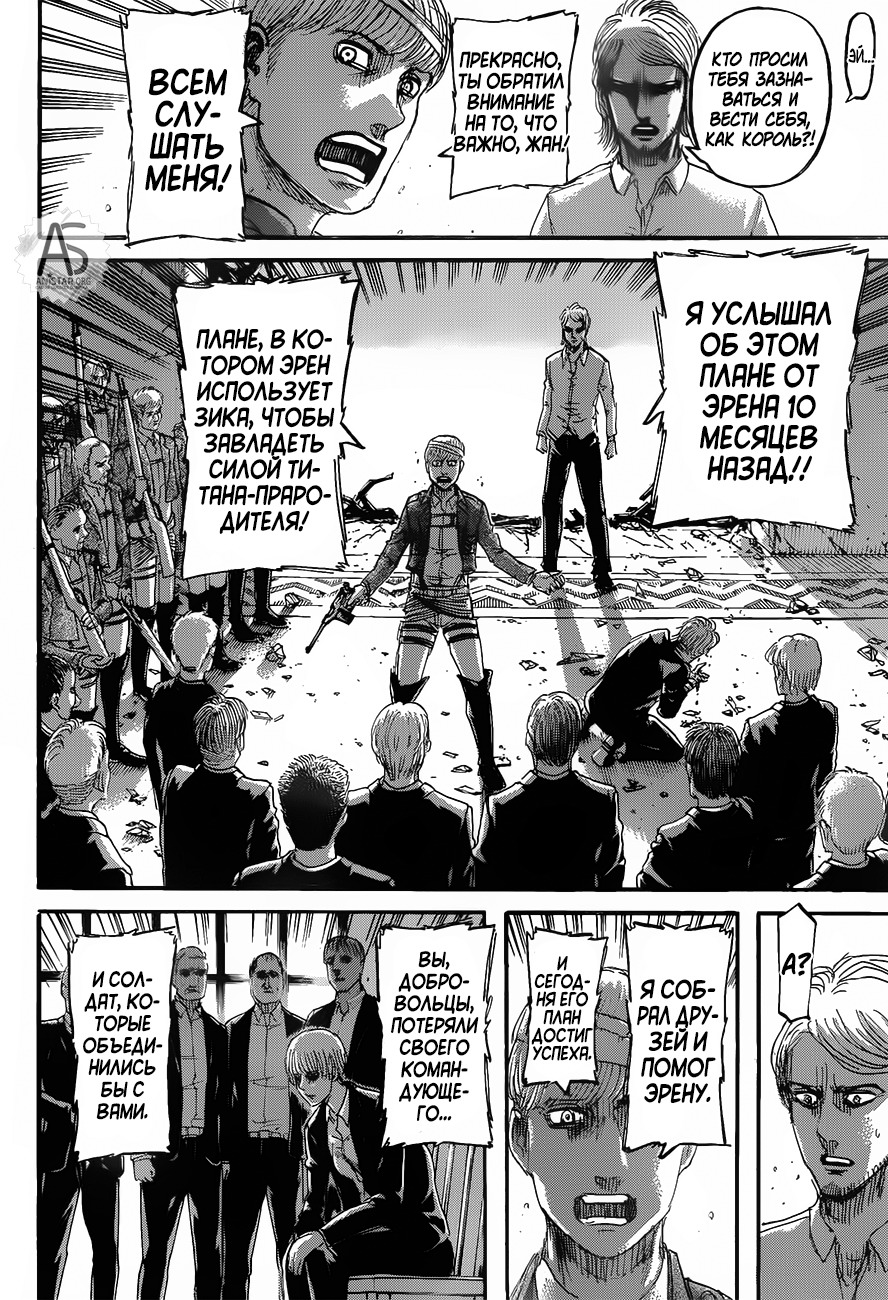 ЭЙ...
КТО ПРОСИЛ
ТЕБЯ ЗАЗНА-
ВАТЬСЯ И
ВЕСТИ СЕБЯ,
КАК КОРОЛЬ?!
ПРЕКРАСНО,
ТЫ ОБРАТИЛ
ВНИМАНИЕ
НА ТО, ЧТО
ВАЖНО, ЖАН!
ВСЕМ
СЛУ-
ШАТЬ
МЕНЯ!
AS
ANISTAR.ORG
Я УСЛЫШАЛ
ОБ ЭТОМ
ПЛАНЕ ОТ
ЭРЕНА 10
МЕСЯЦЕВ
НАЗАД!!
ПЛАНЕ, В КО-
ТОРОМ ЭРЕН
ИСПОЛЬЗУЕТ
ЗИКА, ЧТОБЫ
ЗАВЛАДЕТЬ
СИЛОЙ ТИ-
ТАНА-ПРАРО-
ДИТЕЛЯ!
А?
Я СОБ-
РАЛ ДРУ-
ЗЕЙ И
ПОМОГ
ЭРЕНУ.
И
СЕГОД-
НЯ ЕГО
ПЛАН
ДОСТИГ
УСПЕХА.
ВЫ,
ДОБРО-
ВОЛЬЦЫ,
ПОТЕРЯЛИ
СВОЕГО
КОМАН-
ДУЮЩЕ-
ГО...
И СОЛ-
ДАТ, КО-
ТОРЫЕ
ОБЪЕДИ-
НИЛИСЬ
БЫ С
ВАМИ.